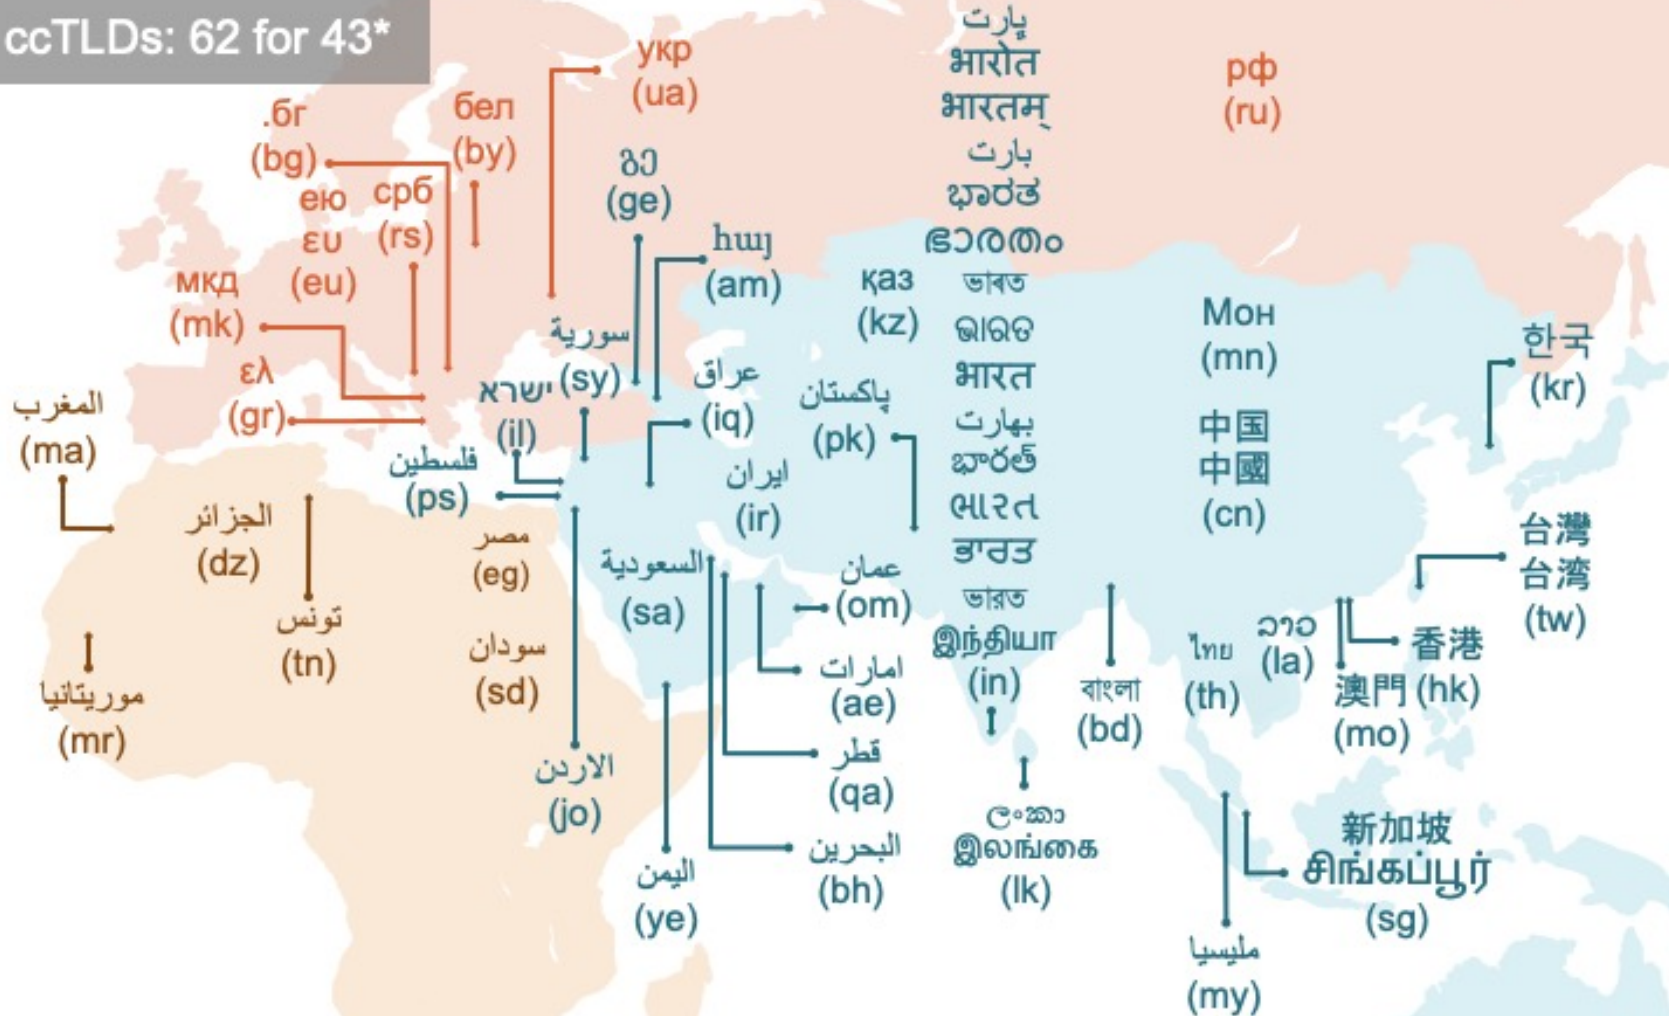 ccTLDs: 62 for 43*
.бг
(bg)
ею
ευ
(eu)
срб
(rs)
бел
(by)
укр
(ua)
мкд
(mk)
ελ
(gr)
рф
(ru)
გე
(ge)
հայ
(am)
қаз
(kz)
سورية
(sy)
ישרא
(il)
عراق
(iq)
فلسطين
(ps)
ایران
(ir)
پاکستان
(pk)
السعودية
(sa)
عمان
(om)
امارات
(ae)
قطر
(qa)
البحرين
(bh)
اليمن
(ye)
الاردن
(jo)
المغرب
(ma)
الجزائر
(dz)
تونس
(tn)
موريتانيا
(mr)
مصر
(eg)
سودان
(sd)
ڀارت
भारोत
भारतम्
بارت
ಭಾರತ
ഭാരതം
ভাৰত
ଭାରତ
भारत
بھارت
భారత్
ભારત
ਭਾਰਤ
ভারত
இந்தியா
(in)
ලංකා
இலங்கை
(lk)
বাংলা
(bd)
Мон
(mn)
中国
中國
(cn)
한국
(kr)
台灣
台湾
(tw)
香港
(hk)
澳門
(mo)
ລາວ
(la)
ไทย
(th)
新加坡
சிங்கப்பூர்
(sg)
مليسيا
(my)